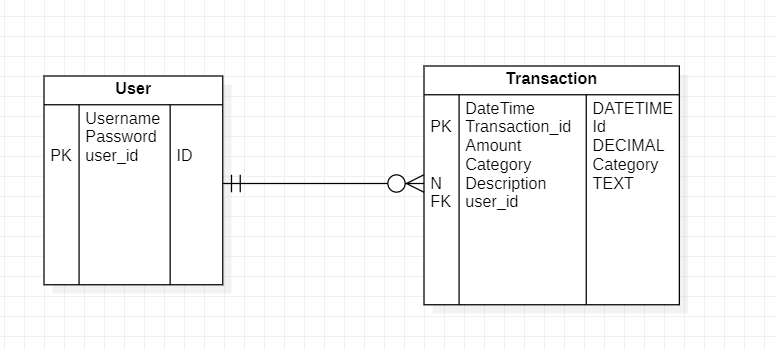 User
Username
Password
PK user_id ID
Transaction
DateTime DATETIME
PK Transaction_id Id
Amount DECIMAL
Category Category
N Description TEXT
FK user_id